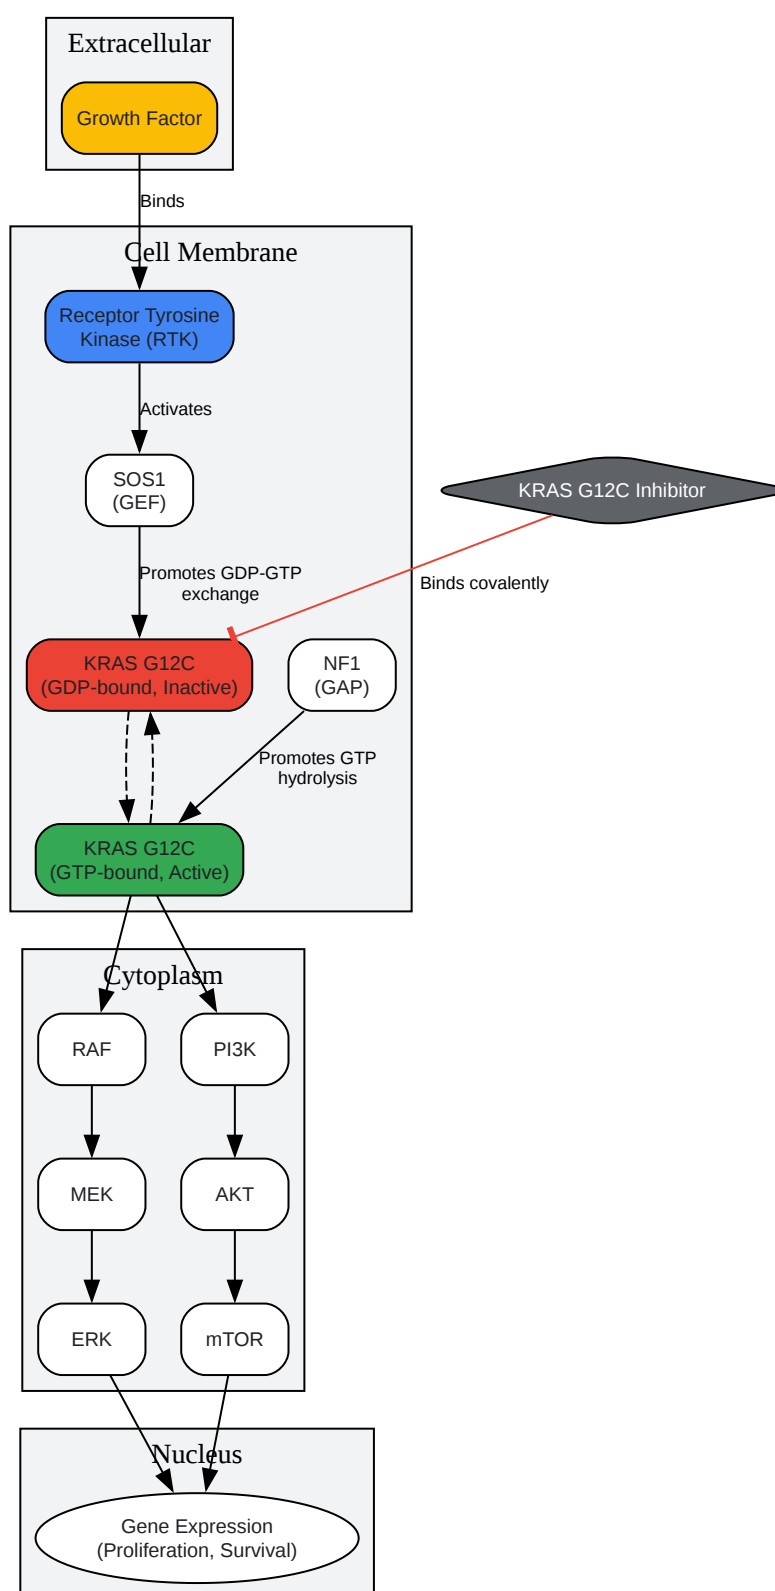 Extracellular
Growth Factor
Binds
Cell Membrane
Receptor Tyrosine
Kinase (RTK)
Activates
SOS1
(GEF)
KRAS G12C Inhibitor
Promotes GDP-GTP
exchange
Binds covalently
KRAS G12C
(GDP-bound, Inactive)
NF1
(GAP)
Promotes GTP
hydrolysis
KRAS G12C
(GTP-bound, Active)
Cytoplasm
RAF
PI3K
MEK
AKT
ERK
mTOR
Nucleus
Gene Expression
(Proliferation, Survival)